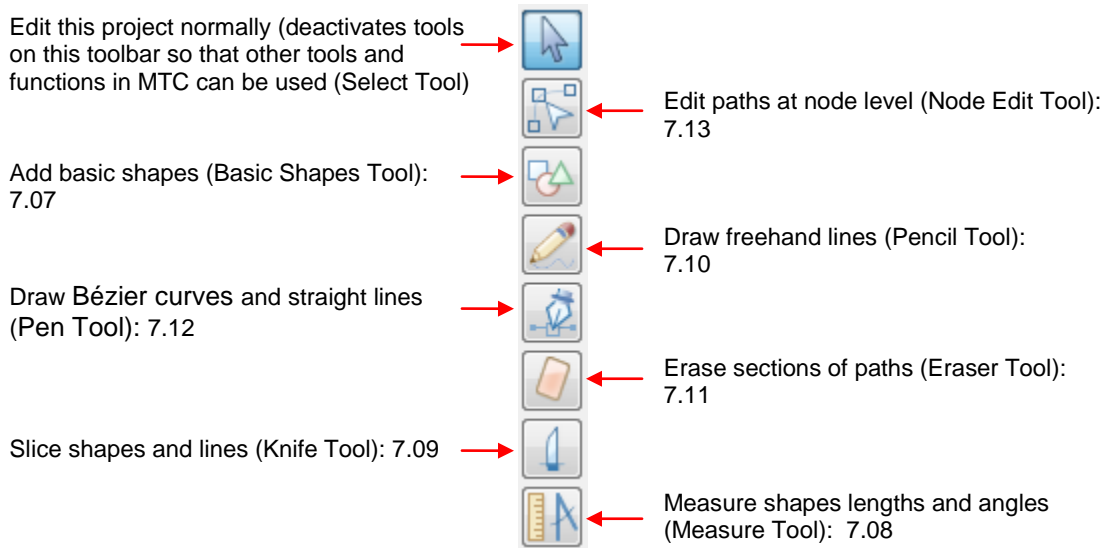 Edit this project normally (deactivates tools
on this toolbar so that other tools and
functions in MTC can be used (Select Tool)
Edit paths at node level (Node Edit Tool):
7.13
Add basic shapes (Basic Shapes Tool):
7.07
Draw freehand lines (Pencil Tool):
7.10
Draw Bézier curves and straight lines
(Pen Tool): 7.12
Erase sections of paths (Eraser Tool):
7.11
Slice shapes and lines (Knife Tool): 7.09
Measure shapes lengths and angles
(Measure Tool): 7.08